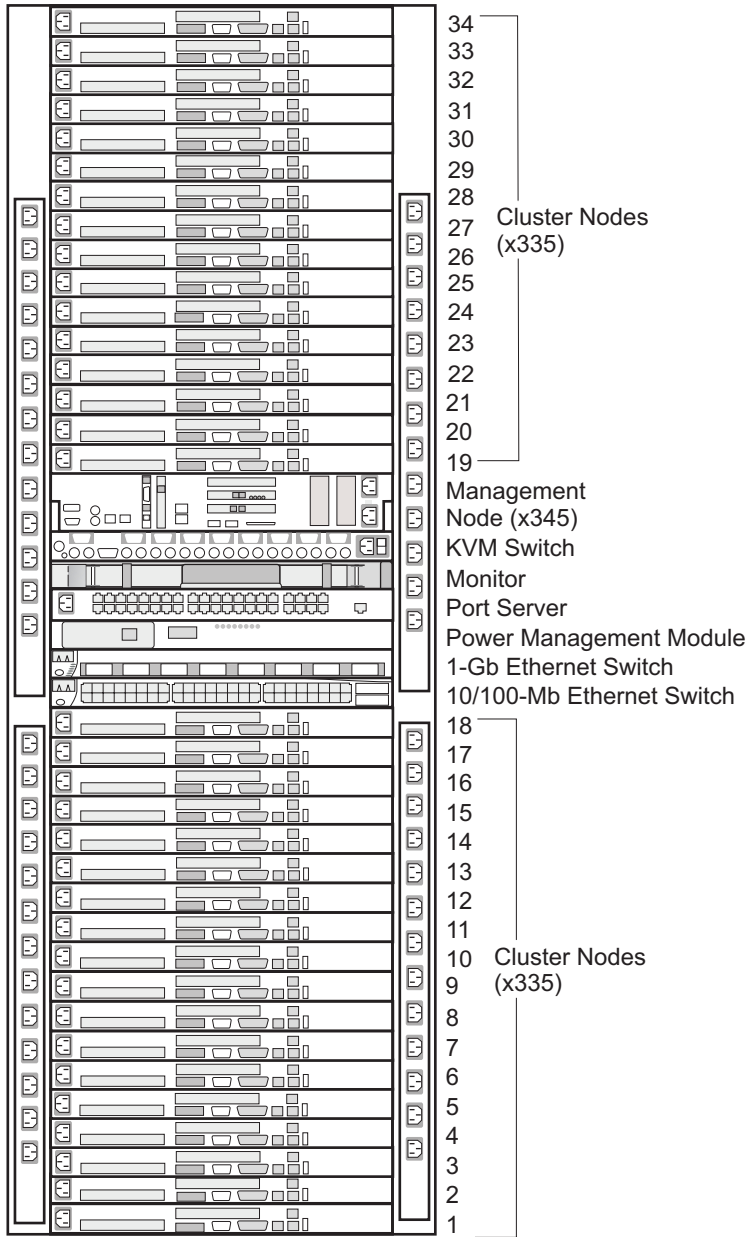 34
33
32
31
30
29
28
27
26
25
24
23
22
21
20
19
Cluster Nodes
(x335)
Management
Node (x345)
KVM Switch
Monitor
Port Server
Power Management Module
1-Gb Ethernet Switch
10/100-Mb Ethernet Switch
18
17
16
15
14
13
12
11
10
9
8
7
6
5
4
3
2
1
Cluster Nodes
(x335)